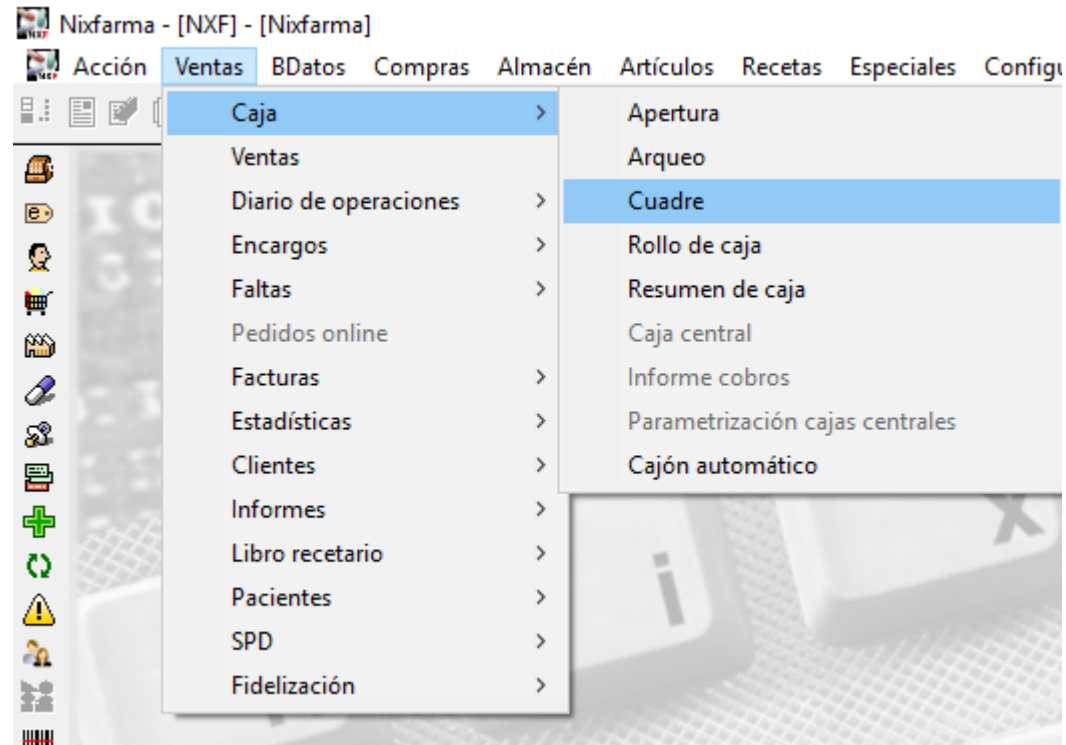 Nixfarma - [NXF] - [Nixfarma]
Acción Ventas BDatos Compras Almacén Artículos Recetas Especiales Configu
Caja
Ventas
Diario de operaciones
Encargos
Faltas
Pedidos online
Facturas
Estadísticas
Clientes
Informes
Libro recetario
Pacientes
SPD
Fidelización
Apertura
Arqueo
Cuadre
Rollo de caja
Resumen de caja
Caja central
Informe cobros
Parametrización cajas centrales
Cajón automático